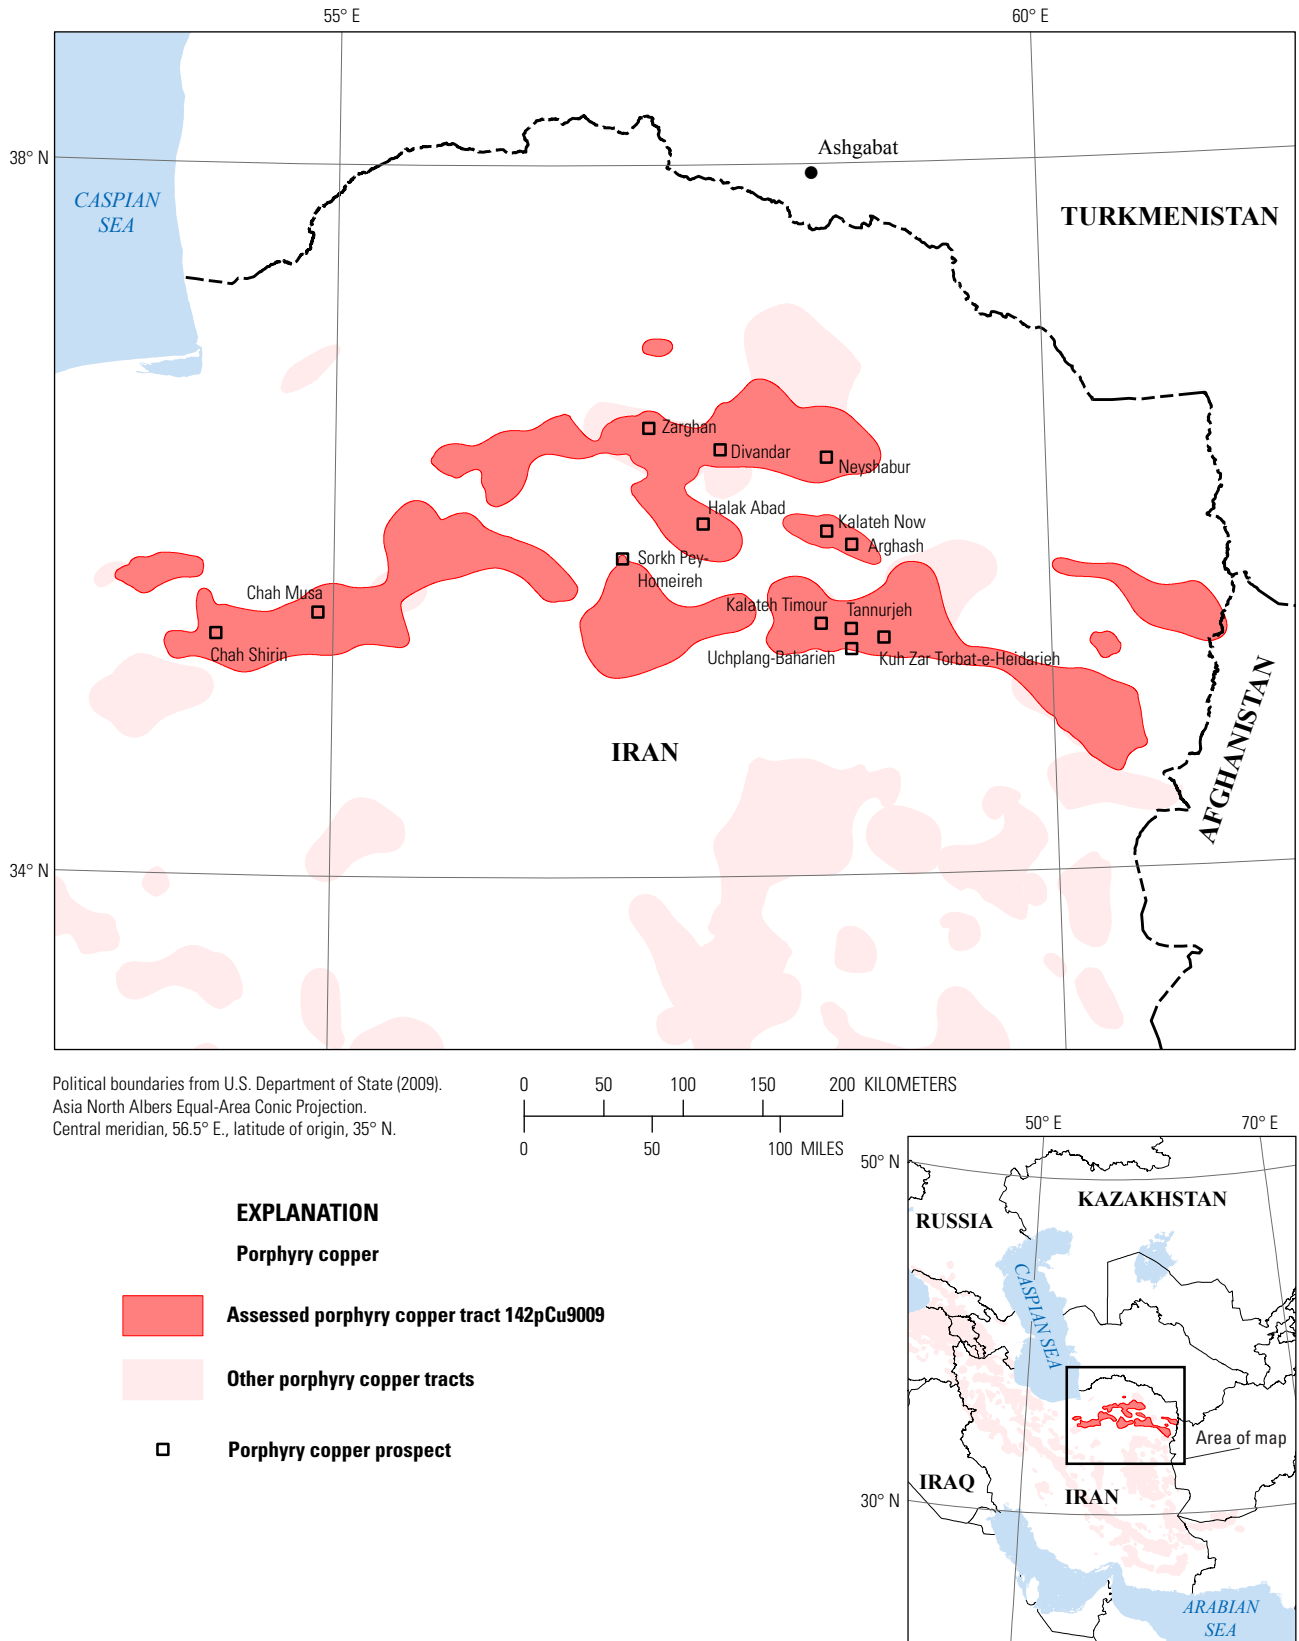 55° E
60° E
38° N
Ashgabat
CASPIAN
SEA
TURKMENISTAN
Zarghan
Divandar
Neyshabur
Halak Abad
Kalateh Now
Arghash
Sorkh Pey-
Homeireh
Chah Musa
Kalateh Timour
Tannurjeh
Chah Shirin
Uchplang-Baharieh
Kuh Zar Torbat-e-Heidarieh
IRAN
AFGHANISTAN
34° N
Political boundaries from U.S. Department of State (2009).
Asia North Albers Equal-Area Conic Projection.
Central meridian, 56.5° E., latitude of origin, 35° N.
0 50 100 150 200 KILOMETERS
0 50 100 MILES
EXPLANATION
Porphyry copper
Assessed porphyry copper tract 142pCu9009
Other porphyry copper tracts
Porphyry copper prospect
50° E
70° E
50° N
KAZAKHSTAN
RUSSIA
CASPIAN SEA
Area of map
IRAQ
IRAN
30° N
ARABIAN
SEA